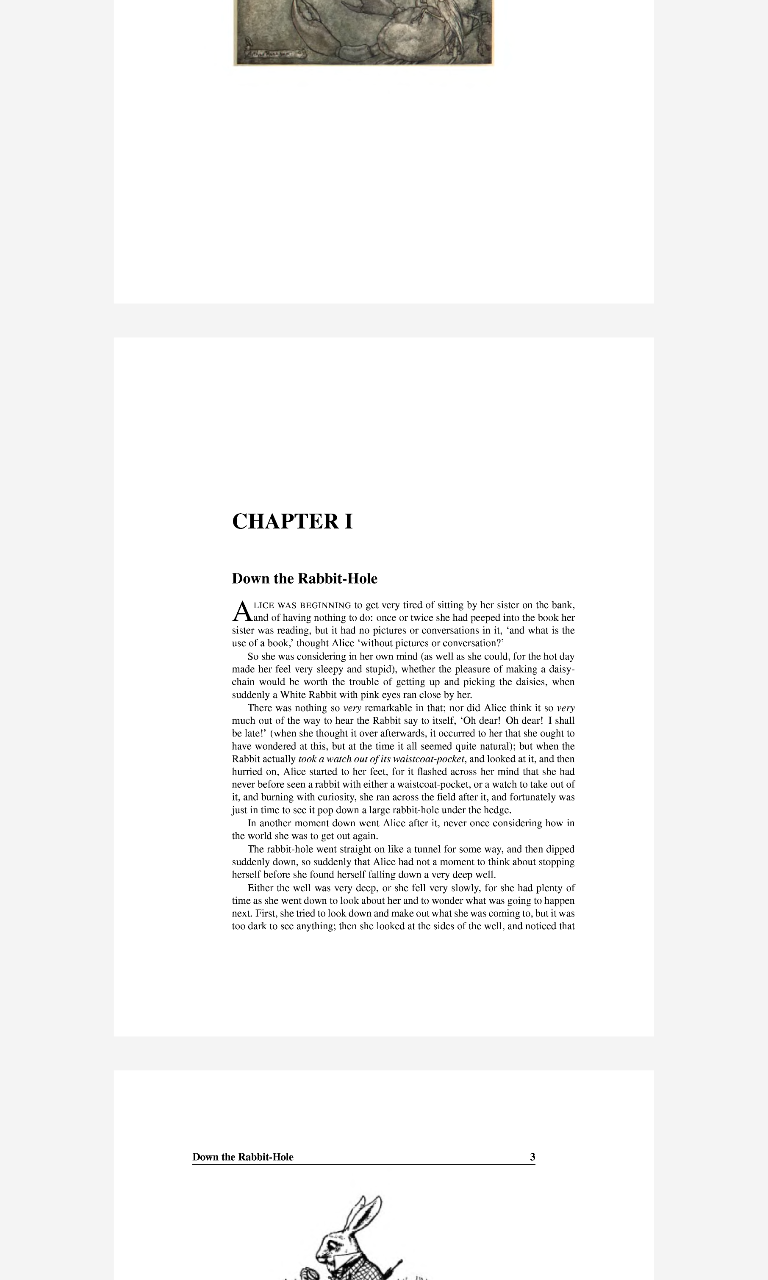 CHAPTER I
Down the Rabbit-Hole
ALICE WAS BEGINNING to get very tired of sitting by her sister on the bank,
and of having nothing to do: once or twice she had peeped into the book her
sister was reading, but it had no pictures or conversations in it, ‘and what is the
use of a book,’ thought Alice ‘without pictures or conversation?’
So she was considering in her own mind (as well as she could, for the hot day
made her feel very sleepy and stupid), whether the pleasure of making a daisy-
chain would be worth the trouble of getting up and picking the daisies, when
suddenly a White Rabbit with pink eyes ran close by her.
There was nothing so very remarkable in that; nor did Alice think it so very
much out of the way to hear the Rabbit say to itself, ‘Oh dear! Oh dear! I shall
be late!’ (when she thought it over afterwards, it occurred to her that she ought to
have wondered at this, but at the time it all seemed quite natural); but when the
Rabbit actually took a watch out of its waistcoat-pocket, and looked at it, and then
hurried on, Alice started to her feet, for it flashed across her mind that she had
never before seen a rabbit with either a waistcoat-pocket, or a watch to take out of
it, and burning with curiosity, she ran across the field after it, and fortunately was
just in time to see it pop down a large rabbit-hole under the hedge.
In another moment down went Alice after it, never once considering how in
the world she was to get out again.
The rabbit-hole went straight on like a tunnel for some way, and then dipped
suddenly down, so suddenly that Alice had not a moment to think about stopping
herself before she found herself falling down a very deep well.
Either the well was very deep, or she fell very slowly, for she had plenty of
time as she went down to look about her and to wonder what was going to happen
next. First, she tried to look down and make out what she was coming to, but it was
too dark to see anything; then she looked at the sides of the well, and noticed that
Down the Rabbit-Hole 3